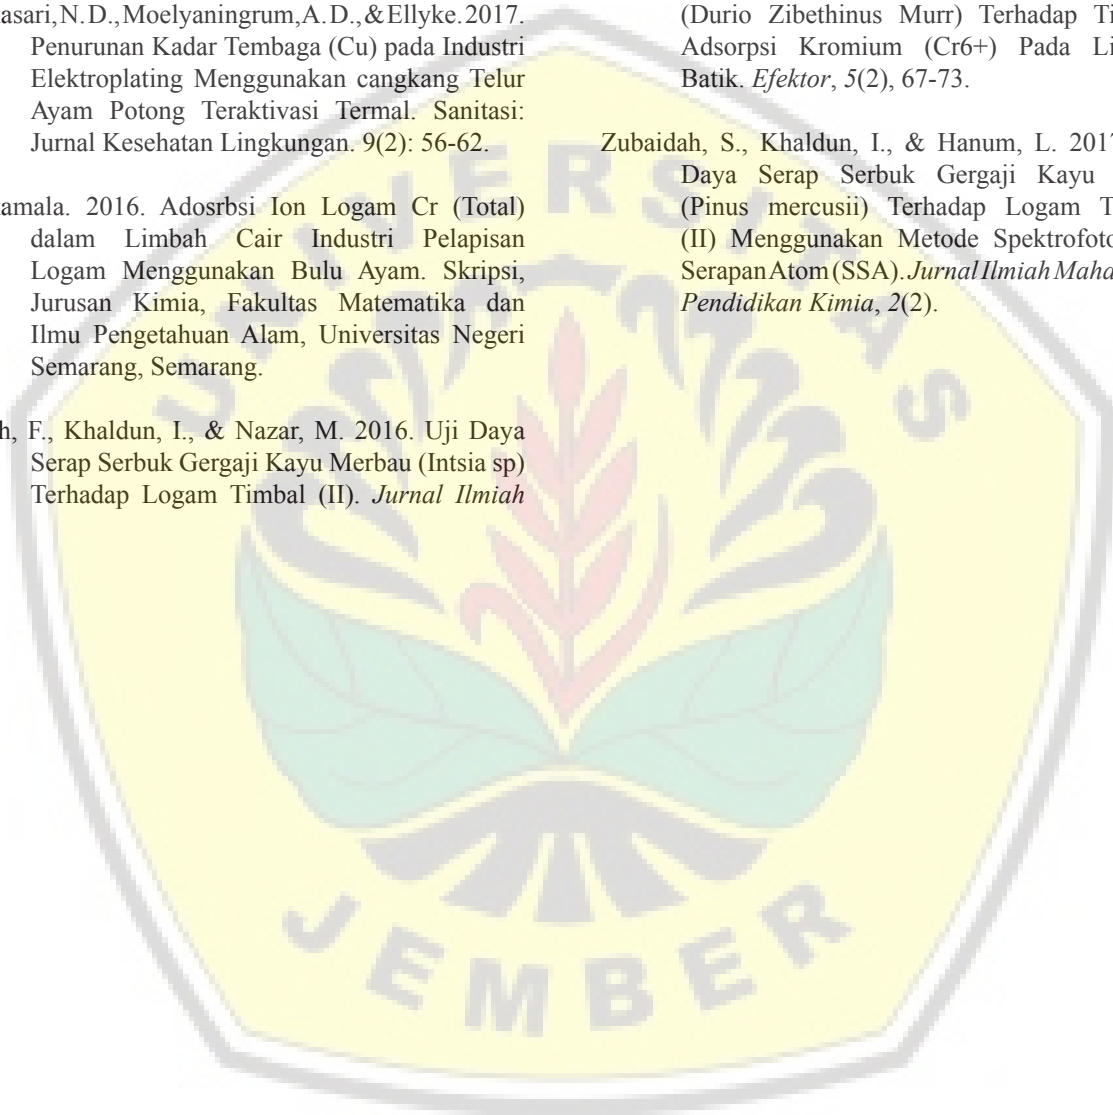 N. D., Moelyaningrum, A. D., & Ellyke. 2017.
Penurunan Kadar Tembaga (Cu) pada Industri
Elektroplating Menggunakan cangkang Telur
Ayam Potong Teraktivasi Termal. Sanitasi:
Jurnal Kesehatan Lingkungan. 9(2): 56-62.
2016. Adosrbsi Ion Logam Cr (Total)
dalam Limbah Cair Industri Pelapisan
Logam Menggunakan Bulu Ayam. Skripsi,
Jurusan Kimia, Fakultas Matematika dan
Ilmu Pengetahuan Alam, Universitas Negeri
Semarang, Semarang.
F., Khaldun, I., & Nazar, M. 2016. Uji Daya
Serap Serbuk Gergaji Kayu Merbau (Intsia sp)
Terhadap Logam Timbal (II). Jurnal Ilmiah
(Durio Zibethinus Murr) Terhadap
Adsorpsi Kromium (Cr6+) Pada
Batik. Efektor, 5(2), 67-73.
Zubaidah, S., Khaldun, I., & Hanum, L. 2017
Daya Serap Serbuk Gergaji Kayu
(Pinus mercusii) Terhadap Logam
(II) Menggunakan Metode
Serapan Atom (SSA). Jurnal Ilmiah
Pendidikan Kimia, 2(2).
UNIVERSITAS
JEMBER